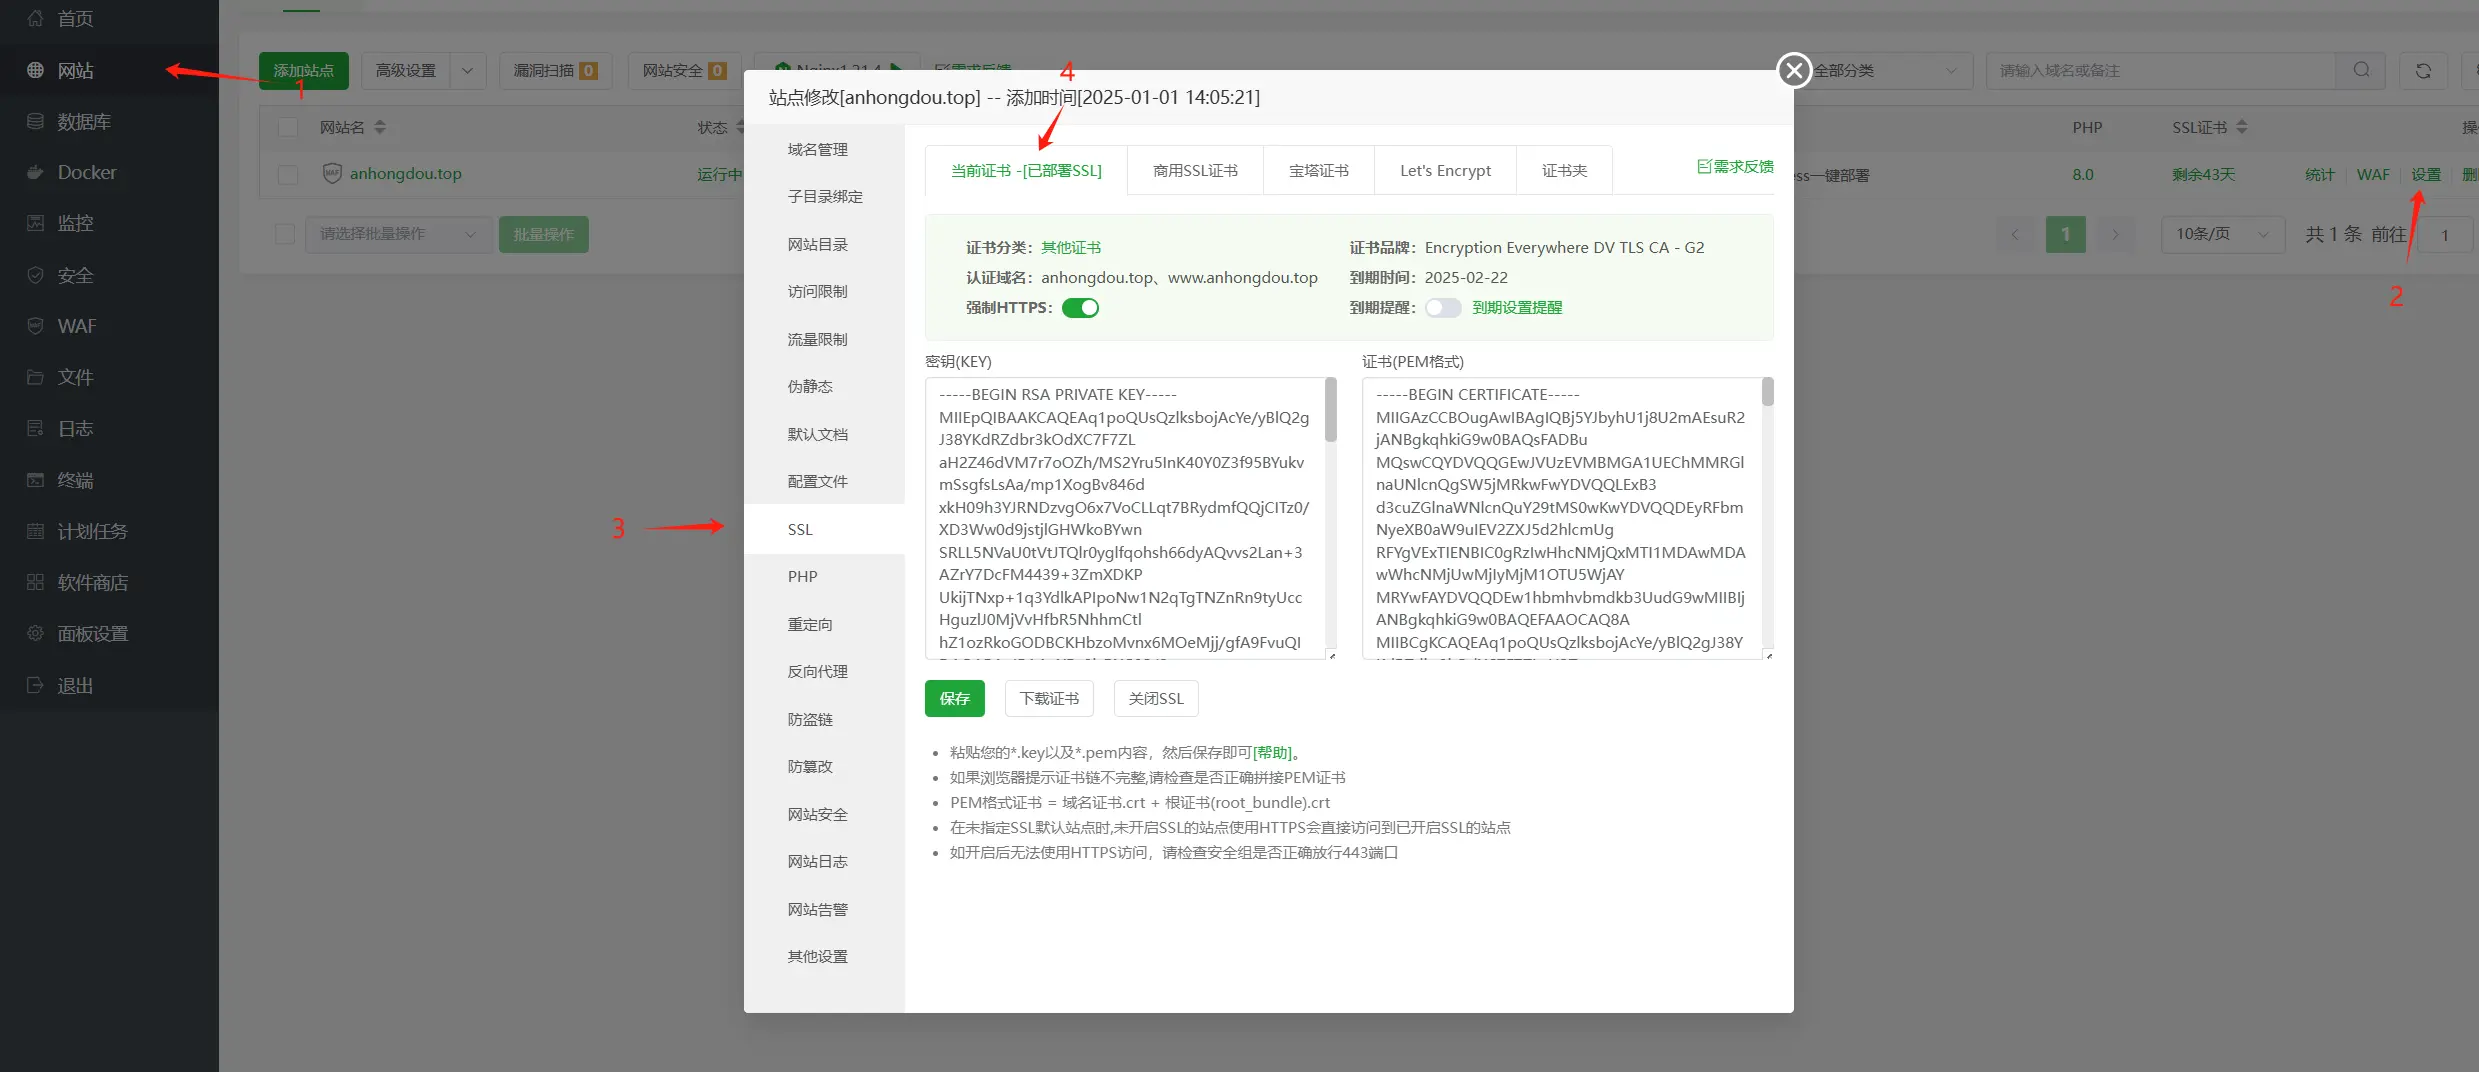 首页
网站
数据库
Docker
监控
安全
WAF
文件
日志
终端
计划任务
软件商店
面板设置
退出
添加站点
高级设置
漏洞扫描 0
网站安全 0
全部分类
请输入域名或备注
1
网站名
状态
PHP
SSL证书
anhongdou.top
运行中
ess一键部署
8.0
剩余43天
统计
WAF
设置
请选择批量操作
批量操作
1
10条/页
共 1 条
前往
1
2
3
4
站点修改[anhongdou.top] -- 添加时间[2025-01-01 14:05:21]
域名管理
子目录绑定
网站目录
访问限制
流量限制
伪静态
默认文档
配置文件
SSL
PHP
重定向
反向代理
防盗链
防篡改
网站安全
网站日志
网站告警
其他设置
当前证书 -[已部署SSL]
商用SSL证书
宝塔证书
Let's Encrypt
证书夹
需求反馈
证书分类：其他证书
证书品牌：Encryption Everywhere DV TLS CA - G2
认证域名：anhongdou.top、www.anhongdou.top
到期时间：2025-02-22
强制HTTPS：
到期提醒：
到期设置提醒
密钥(KEY)
-----BEGIN RSA PRIVATE KEY-----
MIIEpQIBAAKCAQEAq1poQUsQzlksbojAcYe/yBlQ2g
J38YKdRZdbr3kOdXC7F7ZL
aH2Z46dVM7r7oOZh/MS2Yru5InK40Y0Z3f95BYukv
mSsgfsLsAa/mp1XogBv846d
xkH09h3YJRNDzvgO6x7VoCLLqt7BRydmfQQjCITz0/
XD3Ww0d9jstjlGHWkoBYwn
SRLL5NVaU0tVtJTQlr0yglfqohsh66dyAQvvs2Lan+3
AZrY7DcFM4439+3ZmXDKP
UkijTNxp+1q3YdlkAPIpoNw1N2qTgTNZnRn9tyUcc
HguzlJ0MjVvHfbR5NhhmCtl
hZ1ozRkoGODBCKHbzoMvnx6MOeMjj/gfA9FvuQI
证书(PEM格式)
-----BEGIN CERTIFICATE-----
MIIGAzCCBOugAwIBAgIQBj5YJbyhU1j8U2mAEsuR2
jANBgkqhkiG9w0BAQsFADBu
MQswCQYDVQQGEwJVUzEVMBMGA1UEChMMRGl
naUNlcnQgSW5jMRkwFwYDVQQLExB3
d3cuZGlnaWNlcnQuY29tMS0wKwYDVQQDEyRFbm
NyeXB0aW9uIEV2ZXJ5d2hlcmUg
RFYgVExTIENBIC0gRzIwHhcNMjQxMTI1MDAwMDA
wWhcNMjUwMjIyMjM1OTU5WjAY
MRYwFAYDVQQDEw1hbmhvbmdkb3UudG9wMIIBIj
ANBgkqhkiG9w0BAQEFAAOCAQ8A
MIIBCgKCAQEAq1poQUsQzlksbojAcYe/yBlQ2gJ38Y
保存
下载证书
关闭SSL
粘贴您的*.key以及*.pem内容，然后保存即可[帮助]。
如果浏览器提示证书链不完整,请检查是否正确拼接PEM证书
PEM格式证书 = 域名证书.crt + 根证书(root_bundle).crt
在未指定SSL默认站点时,未开启SSL的站点使用HTTPS会直接访问到已开启SSL的站点
如开启后无法使用HTTPS访问，请检查安全组是否正确放行443端口